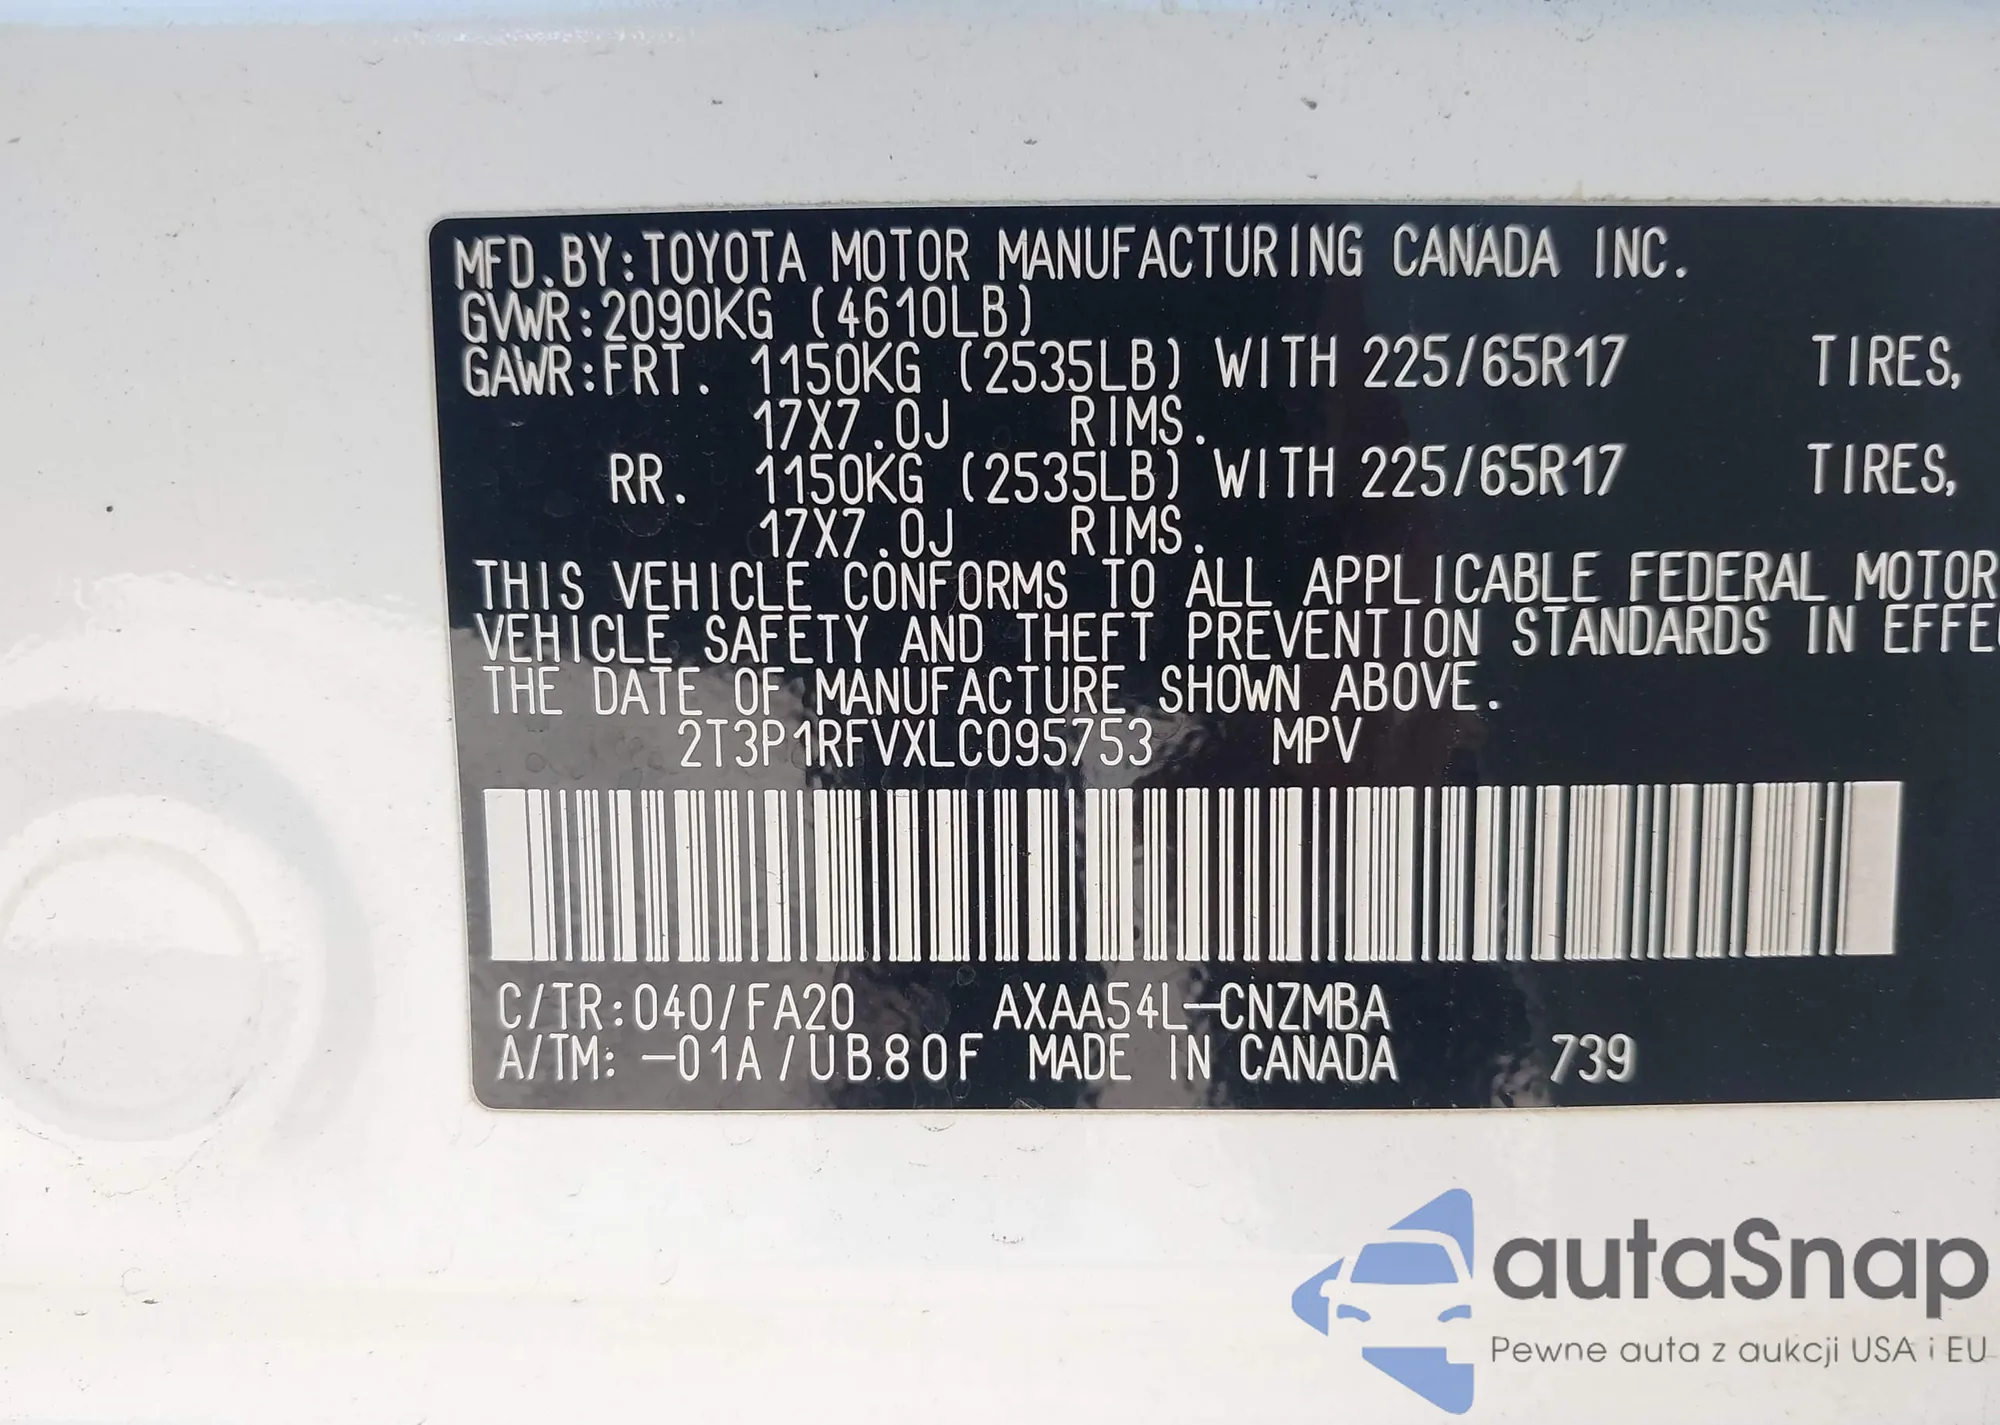 MFD.BY:TOYOTA MOTOR MANUFACTURING CANADA INC.
GVWR:2090KG (4610LB)
GAWR:FRT. 1150KG (2535LB) WITH 225/65R17 TIRES,
17X7.0J RIMS.
RR. 1150KG (2535LB) WITH 225/65R17 TIRES,
17X7.0J RIMS.
THIS VEHICLE CONFORMS TO ALL APPLICABLE FEDERAL MOTOR
VEHICLE SAFETY AND THEFT PREVENTION STANDARDS IN EFFE
THE DATE OF MANUFACTURE SHOWN ABOVE.
2T3P1RFVXLC095753 MPV
C/TR:040/FA20 AXAA54L-CNZMBA
A/TM:-01A/UB80F MADE IN CANADA 739
autaSnap
Pewne auta z aukcji USA i EU